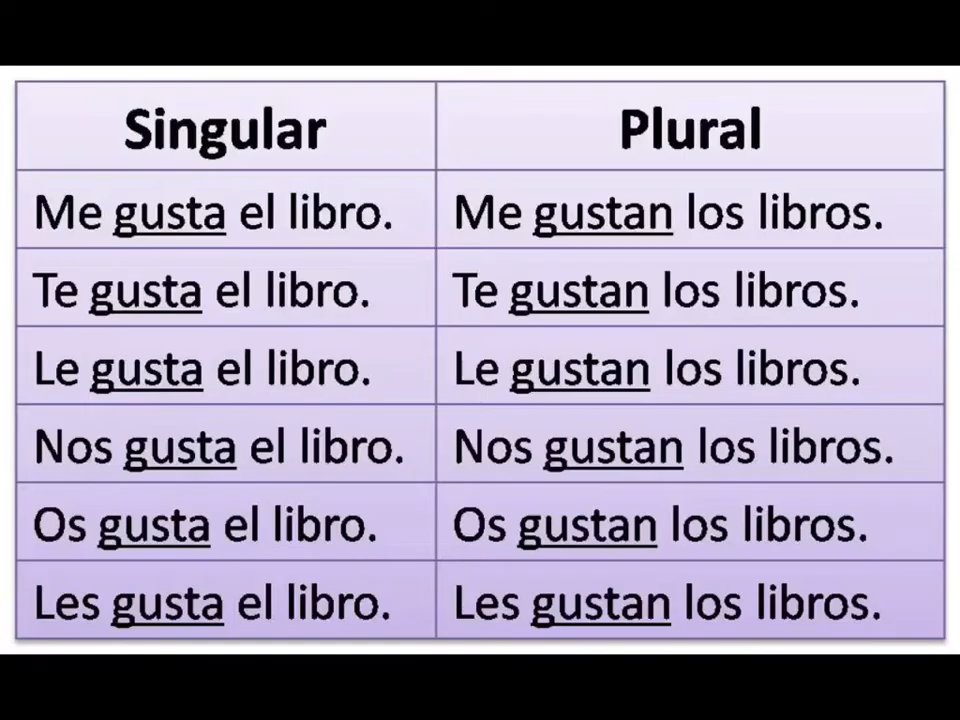 Singular Plural
Me gusta el libro. Me gustan los libros.
Te gusta el libro. Te gustan los libros.
Le gusta el libro. Le gustan los libros.
Nos gusta el libro. Nos gustan los libros.
Os gusta el libro. Os gustan los libros.
Les gusta el libro. Les gustan los libros.